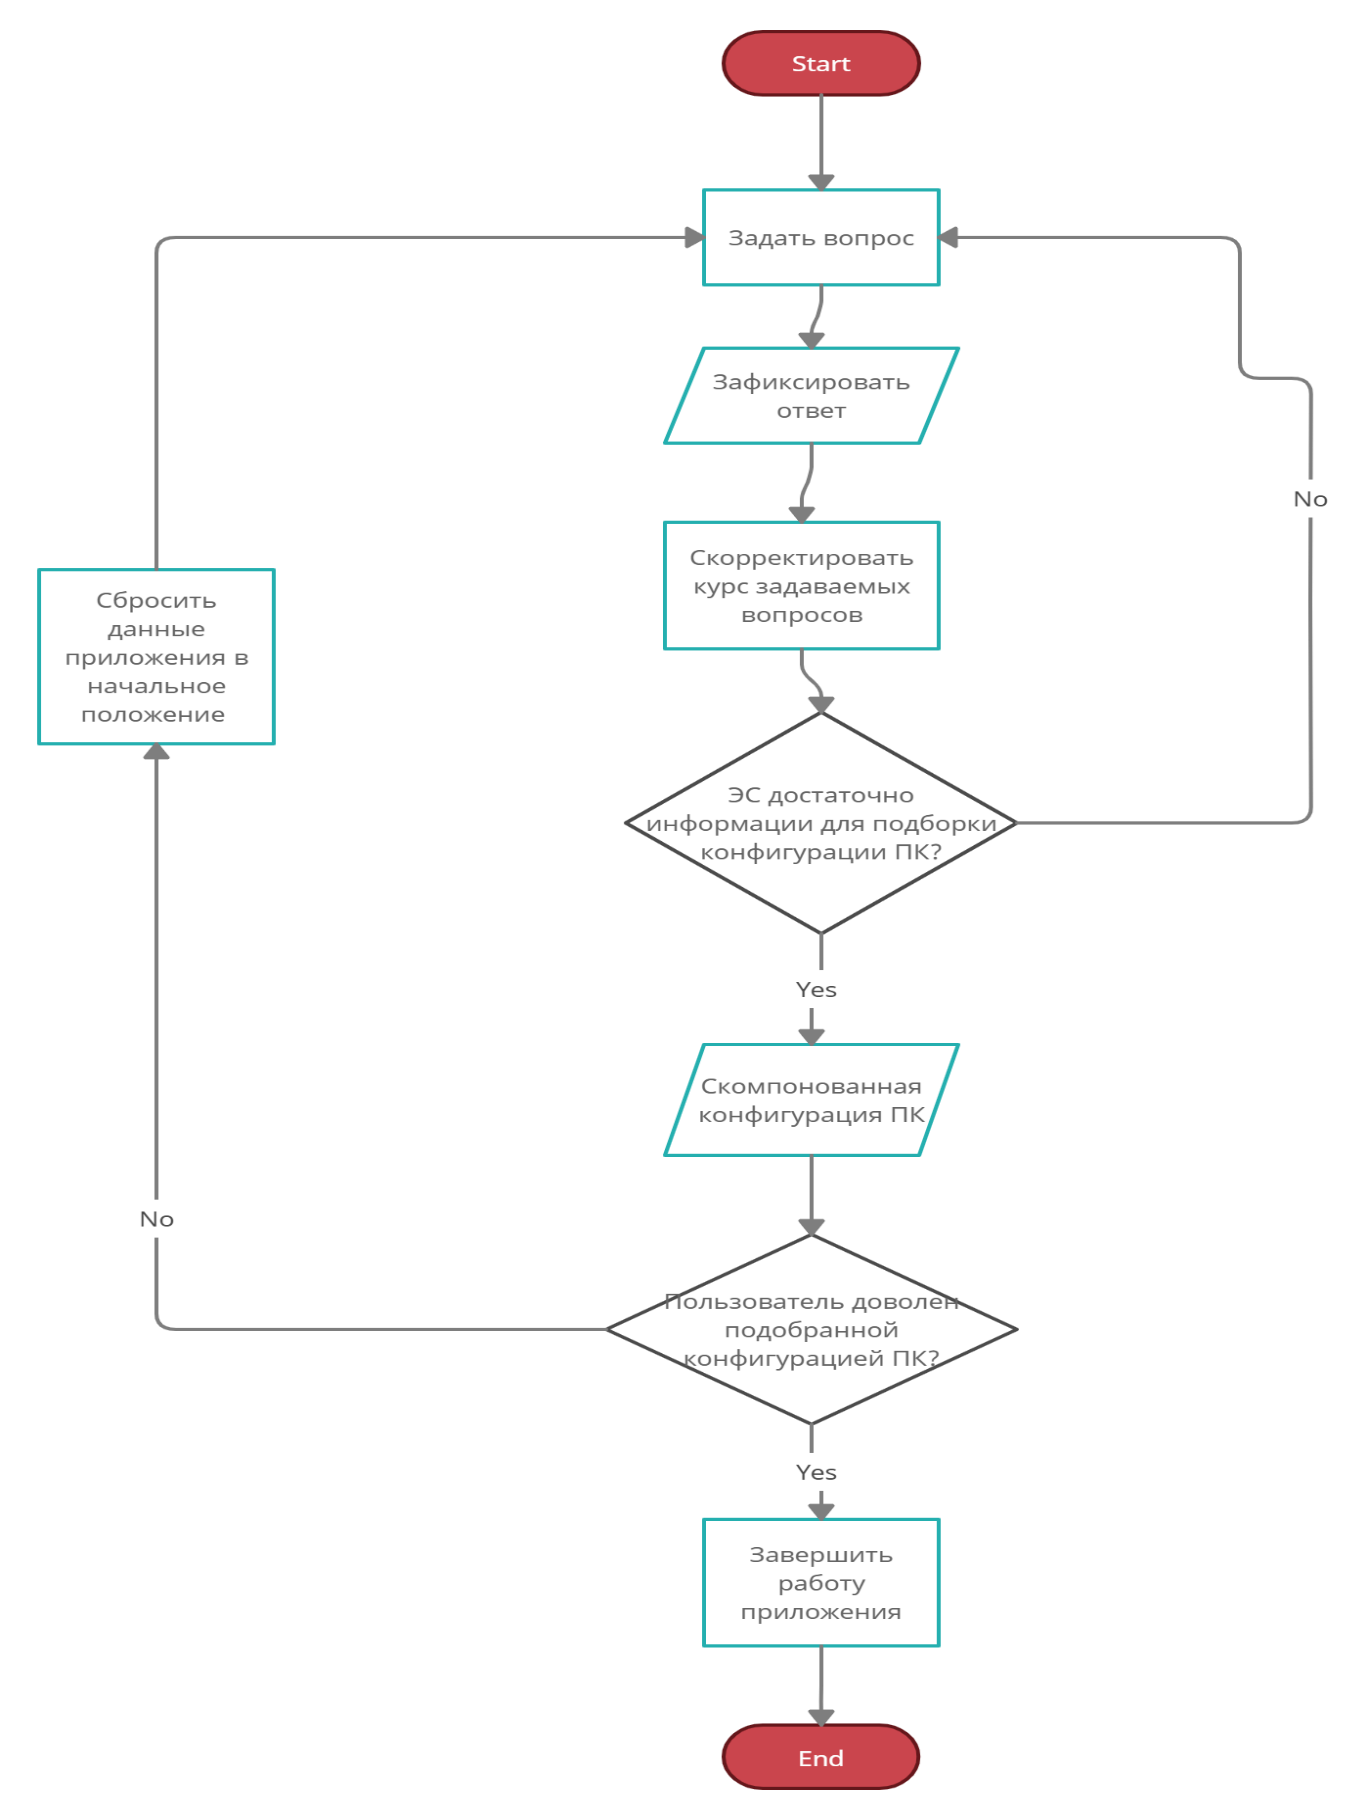 Start
Задать вопрос
Зафиксировать
ответ
Скорректировать
курс задаваемых
вопросов
No
Сбросить
данные
приложения в
начальное
положение
ЭС достаточно
информации для подборки
конфигурации ПК?
Yes
Скомпонованная
конфигурация ПК
No
Пользователь доволен
подобранной
конфигурацией ПК?
Yes
Завершить
работу
приложения
End